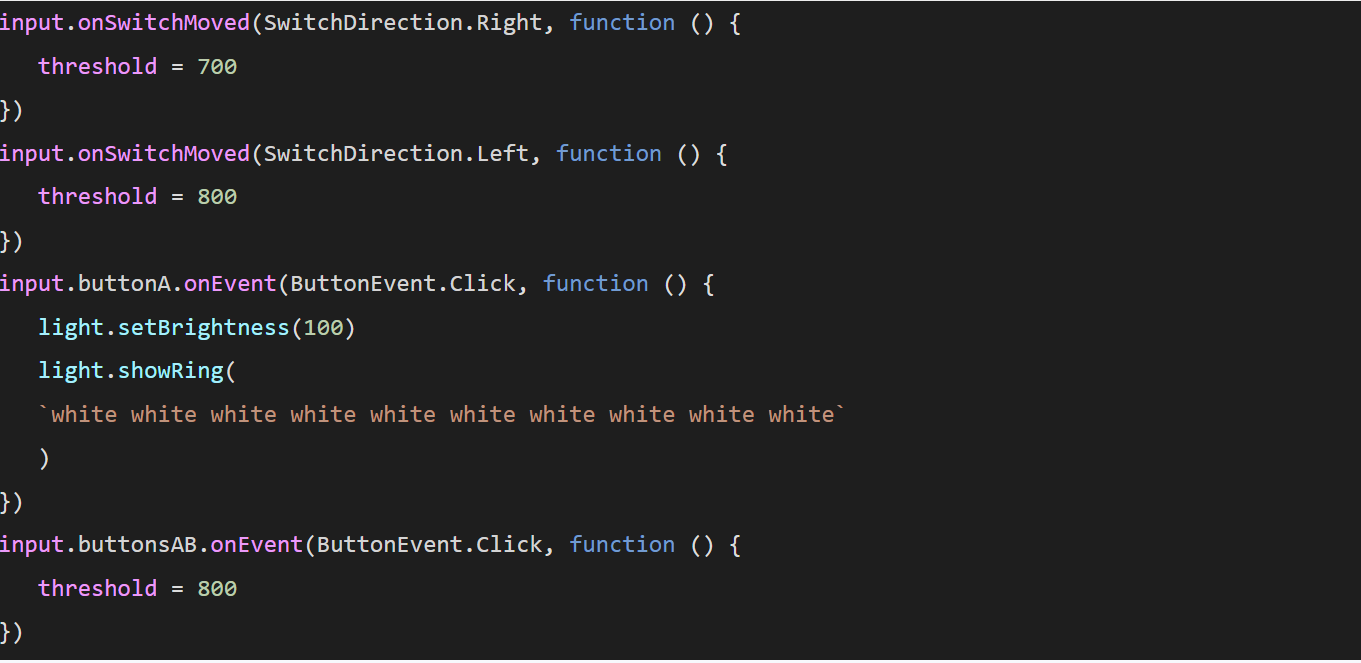 input.onSwitchMoved(SwitchDirection.Right, function () {
threshold = 700
})
input.onSwitchMoved(SwitchDirection.Left, function () {
threshold = 800
})
input.buttonA.onEvent(ButtonEvent.Click, function () {
light.setBrightness(100)
light.showRing(
`white white white white white white white white white white`
)
})
input.buttonsAB.onEvent(ButtonEvent.Click, function () {
threshold = 800
})